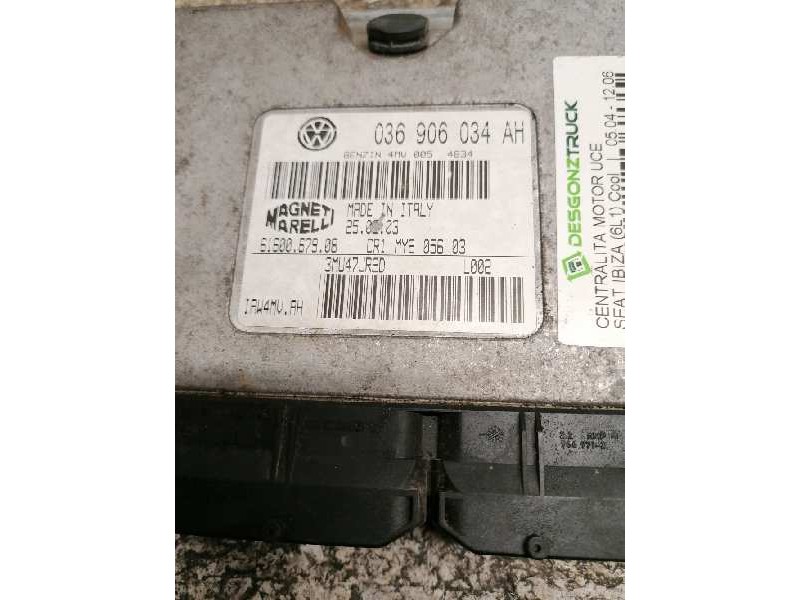 036 906 034 AH
BENZIN 4MV 005 4834
MAGNETI
MARELLI
MADE IN ITALY
61600.679.06 CR1 MYE 056 03
3MV47JR3D L002
IAW4MV.AH
DESGONZTRUCK
CENTRALITA MOTOR UCE
SEAT IBIZA (6L1) Cool | 05.04 - 12.06